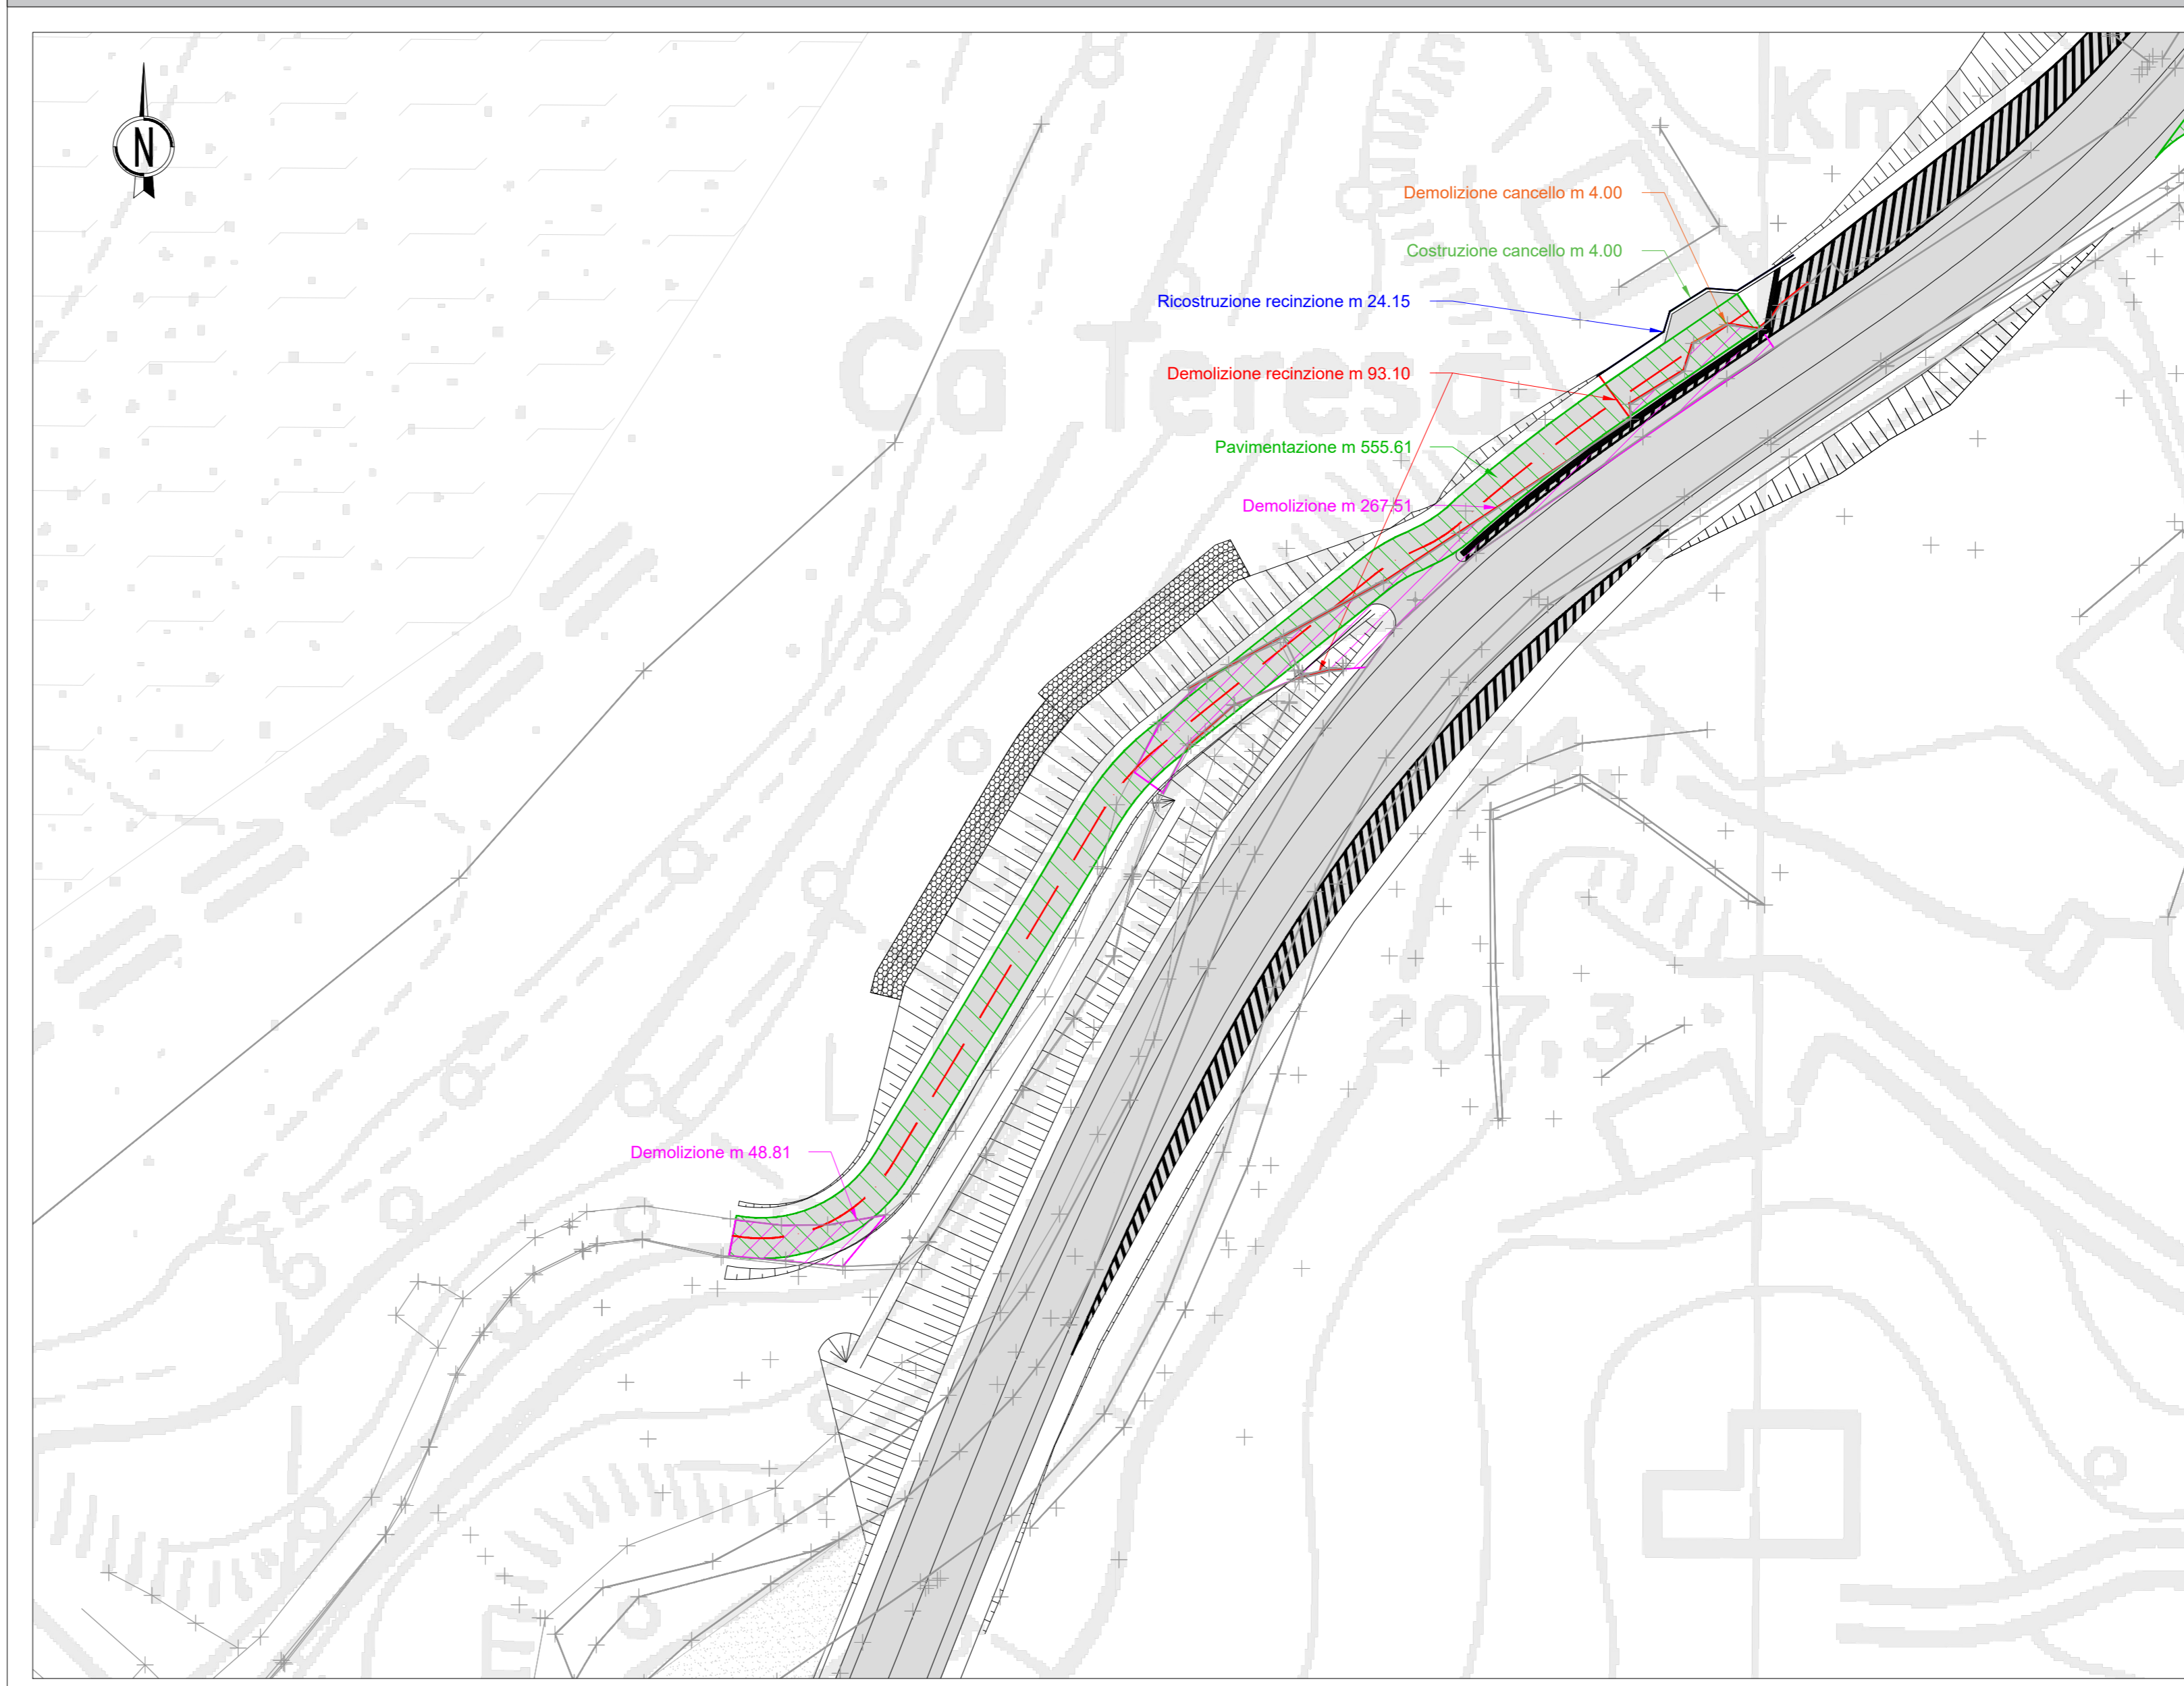 N
Km
Demolizione cancello m 4.00
Costruzione cancello m 4.00
Ricostruzione recinzione m 24.15
Ca Teresa
Demolizione recinzione m 93.10
Pavimentazione m 555.61
Demolizione m 267.51
207,3
Demolizione m 48.81